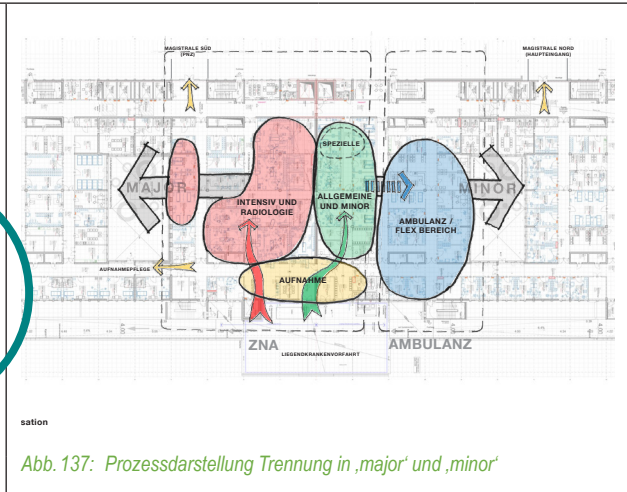 MAGISTRALE SÜD
(PNZ)
MAGISTRALE NORD
(HAUPTEINGANG)
SPEZIELLE
MAJOR
MINOR
INTENSIV UND
RADIOLOGIE
ALLGEMEINE
UND MINOR
AMBULANZ /
FLEX BEREICH
AUFNAHMEPFLEGE
AUFNAHME
ZNA
AMBULANZ
LIEGENDKRANKENVORFAHRT
sation
Abb. 137: Prozessdarstellung Trennung in ‚major‘ und ‚minor‘